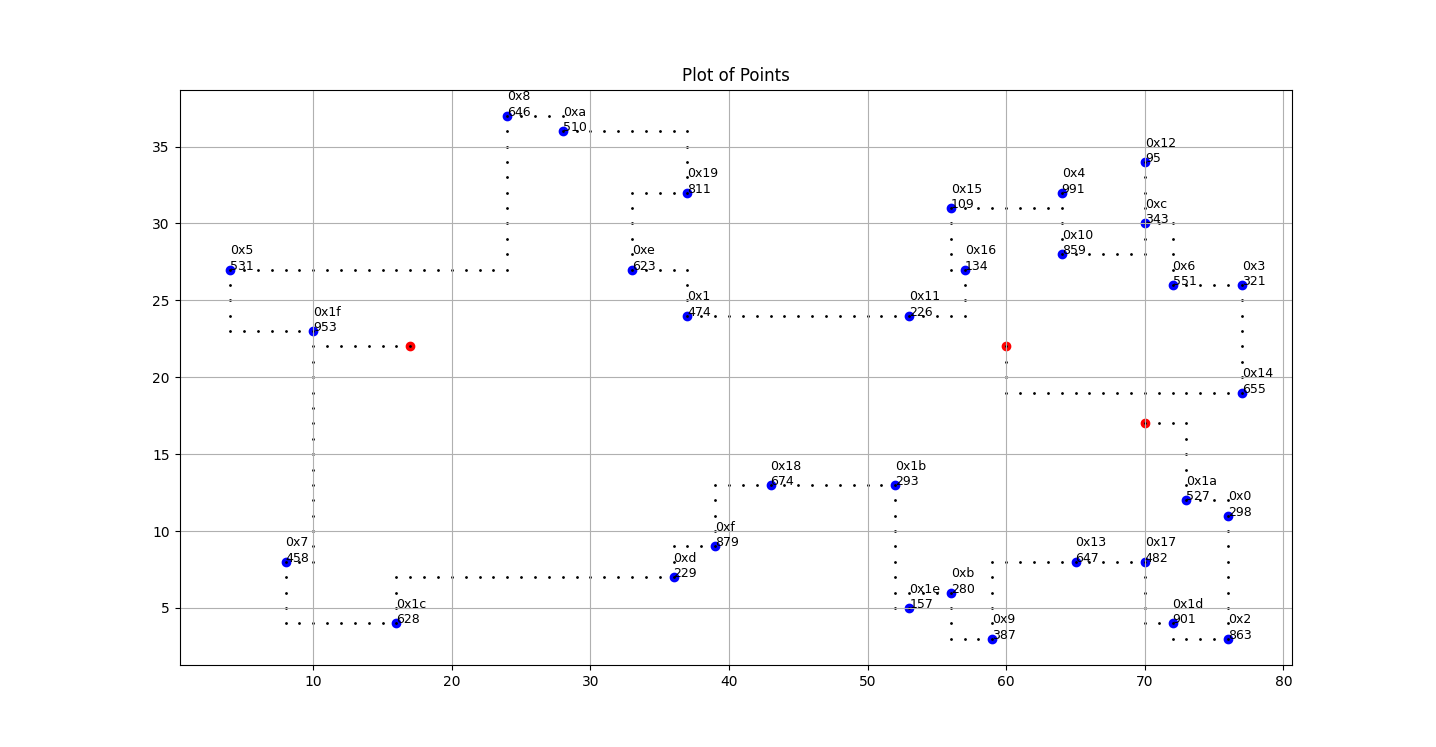 Plot of Points
0x8
646
0xa
510
0x12
95
0x19
811
0x4
991
0x15
109
0xc
343
0x10
859
0x5
531
0xe
623
0x16
134
0x6
551
0x3
321
0x1
474
0x11
226
0x1f
953
0x14
655
0x18
674
0x1b
293
0x1a
527
0x0
298
0xf
879
0x7
458
0xd
229
0x13
647
0x17
482
0xb
280
0x1e
157
0x1c
628
0x9
387
0x1d
901
0x2
863
35
30
25
20
15
10
5
10 20 30 40 50 60 70 80